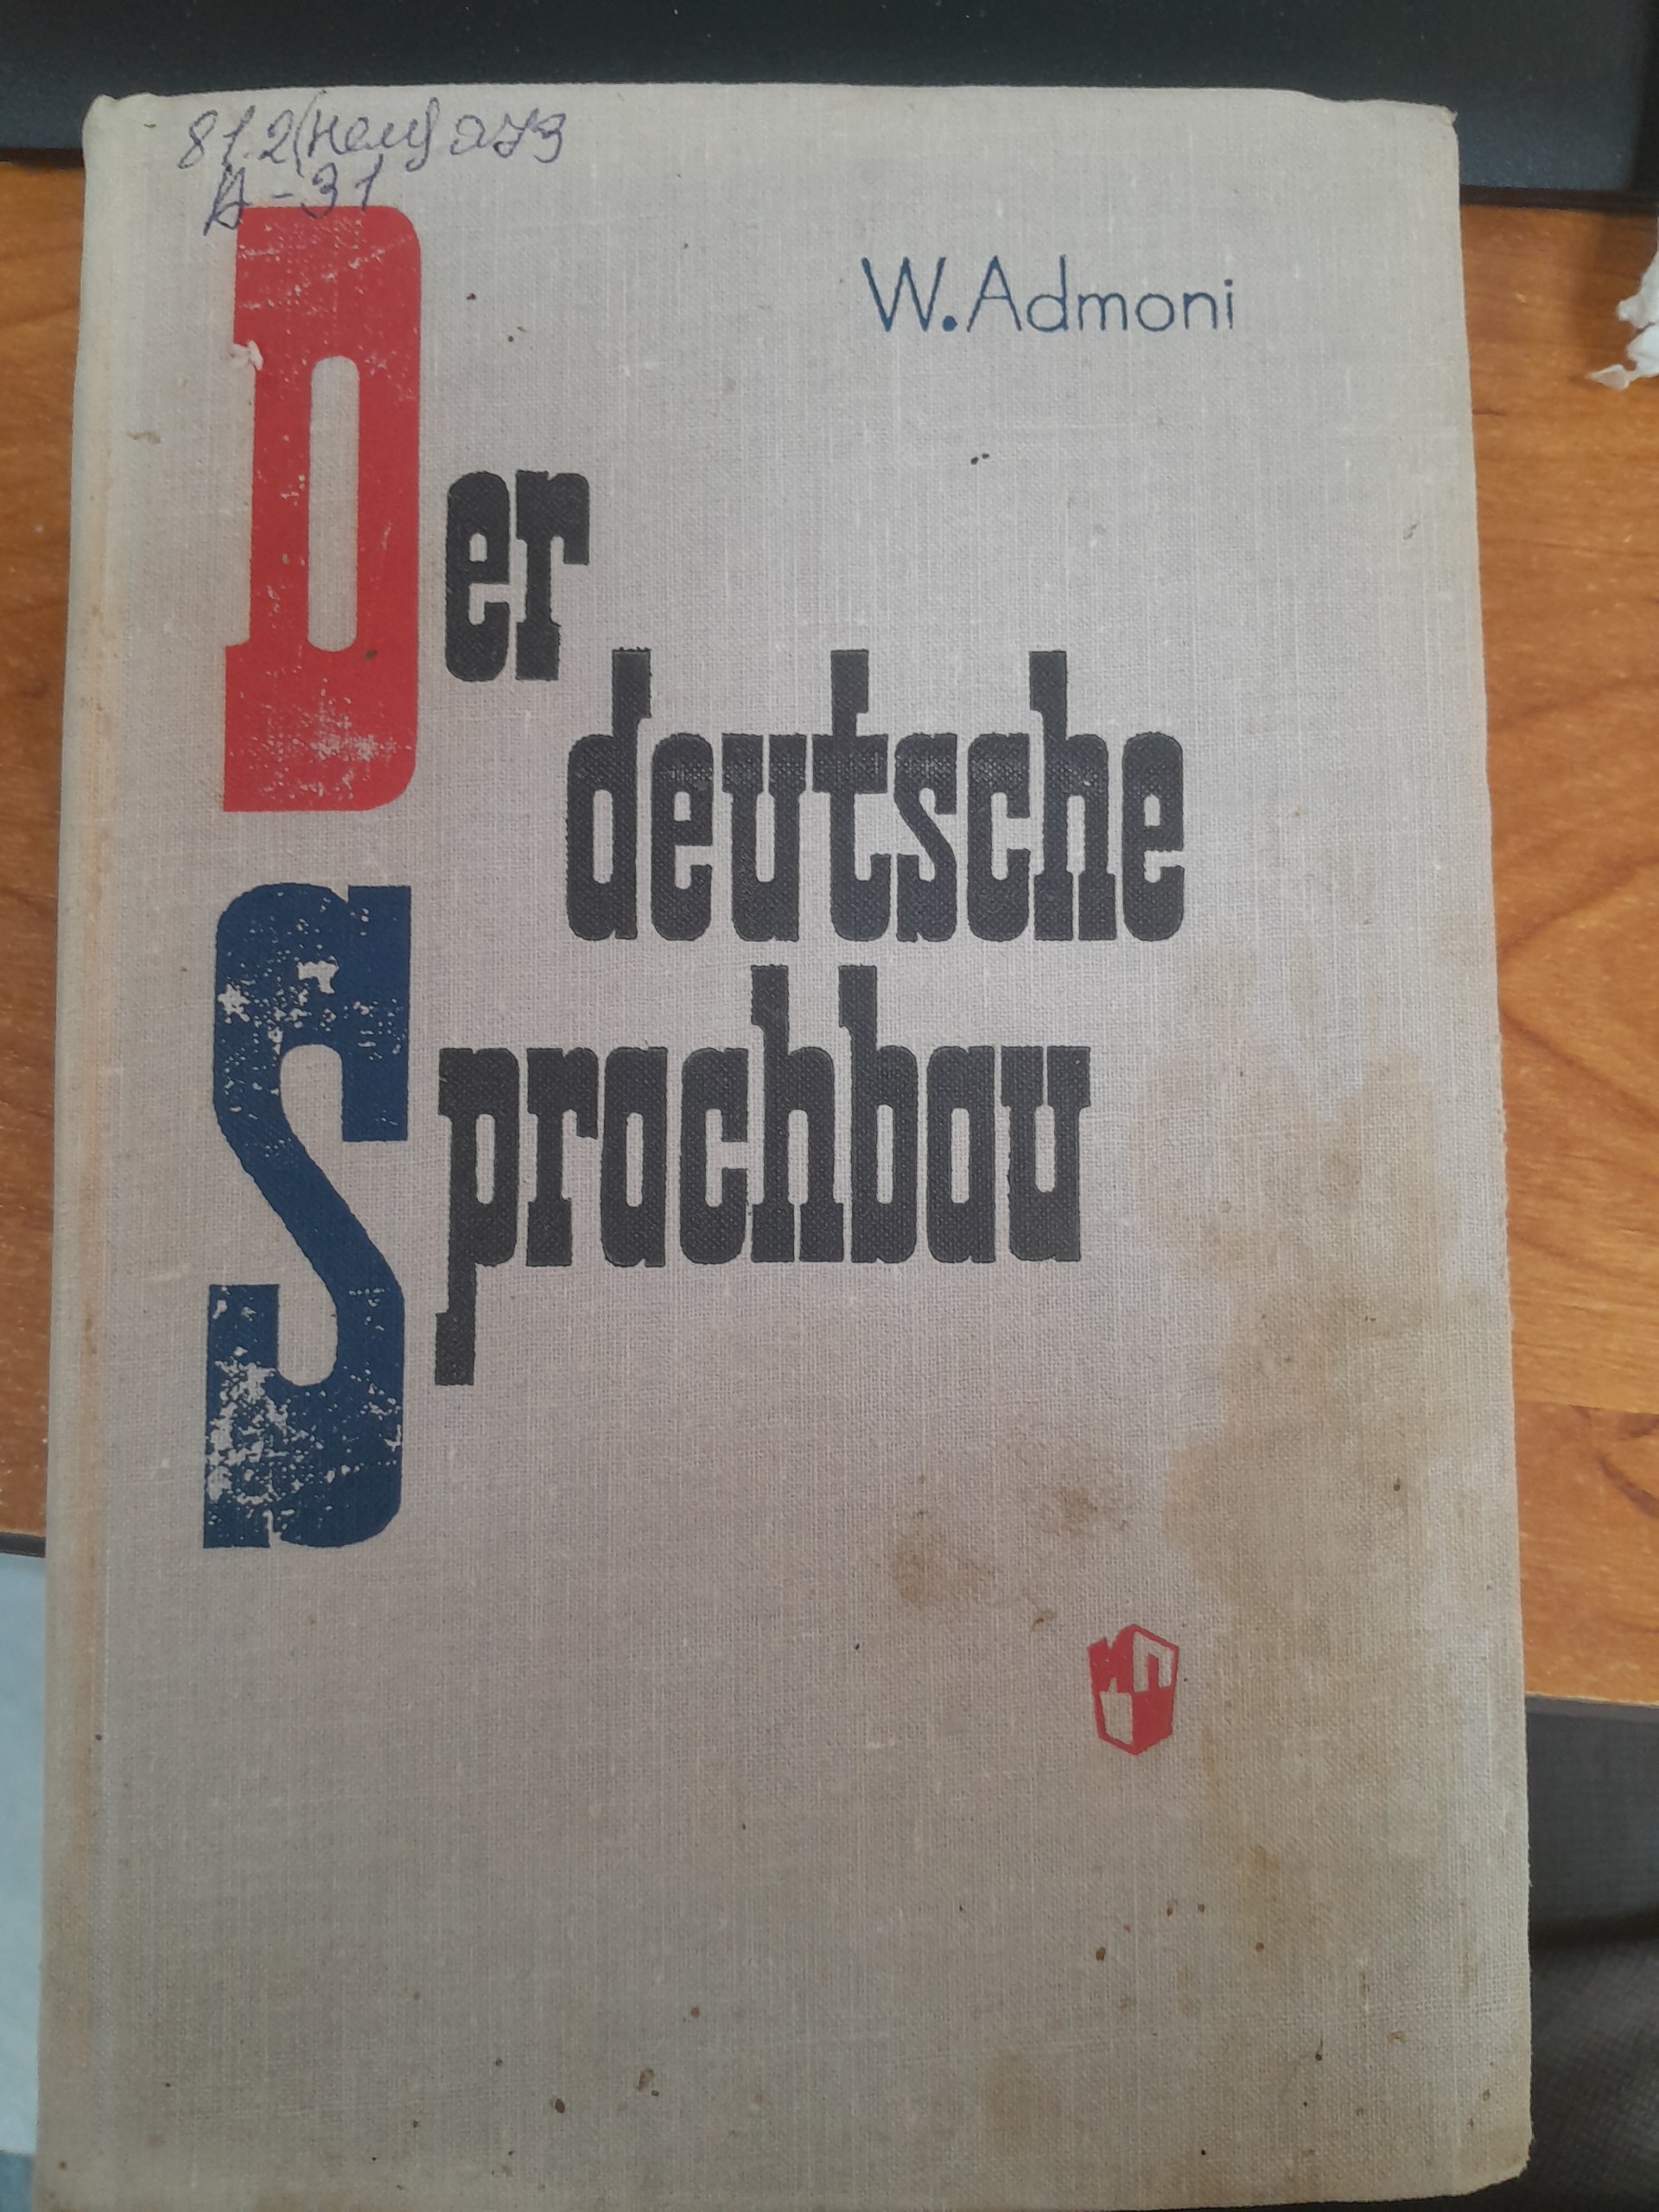 81.2(нем)я73
А-31
W. Admoni
Der
deutsche
Sprachbau